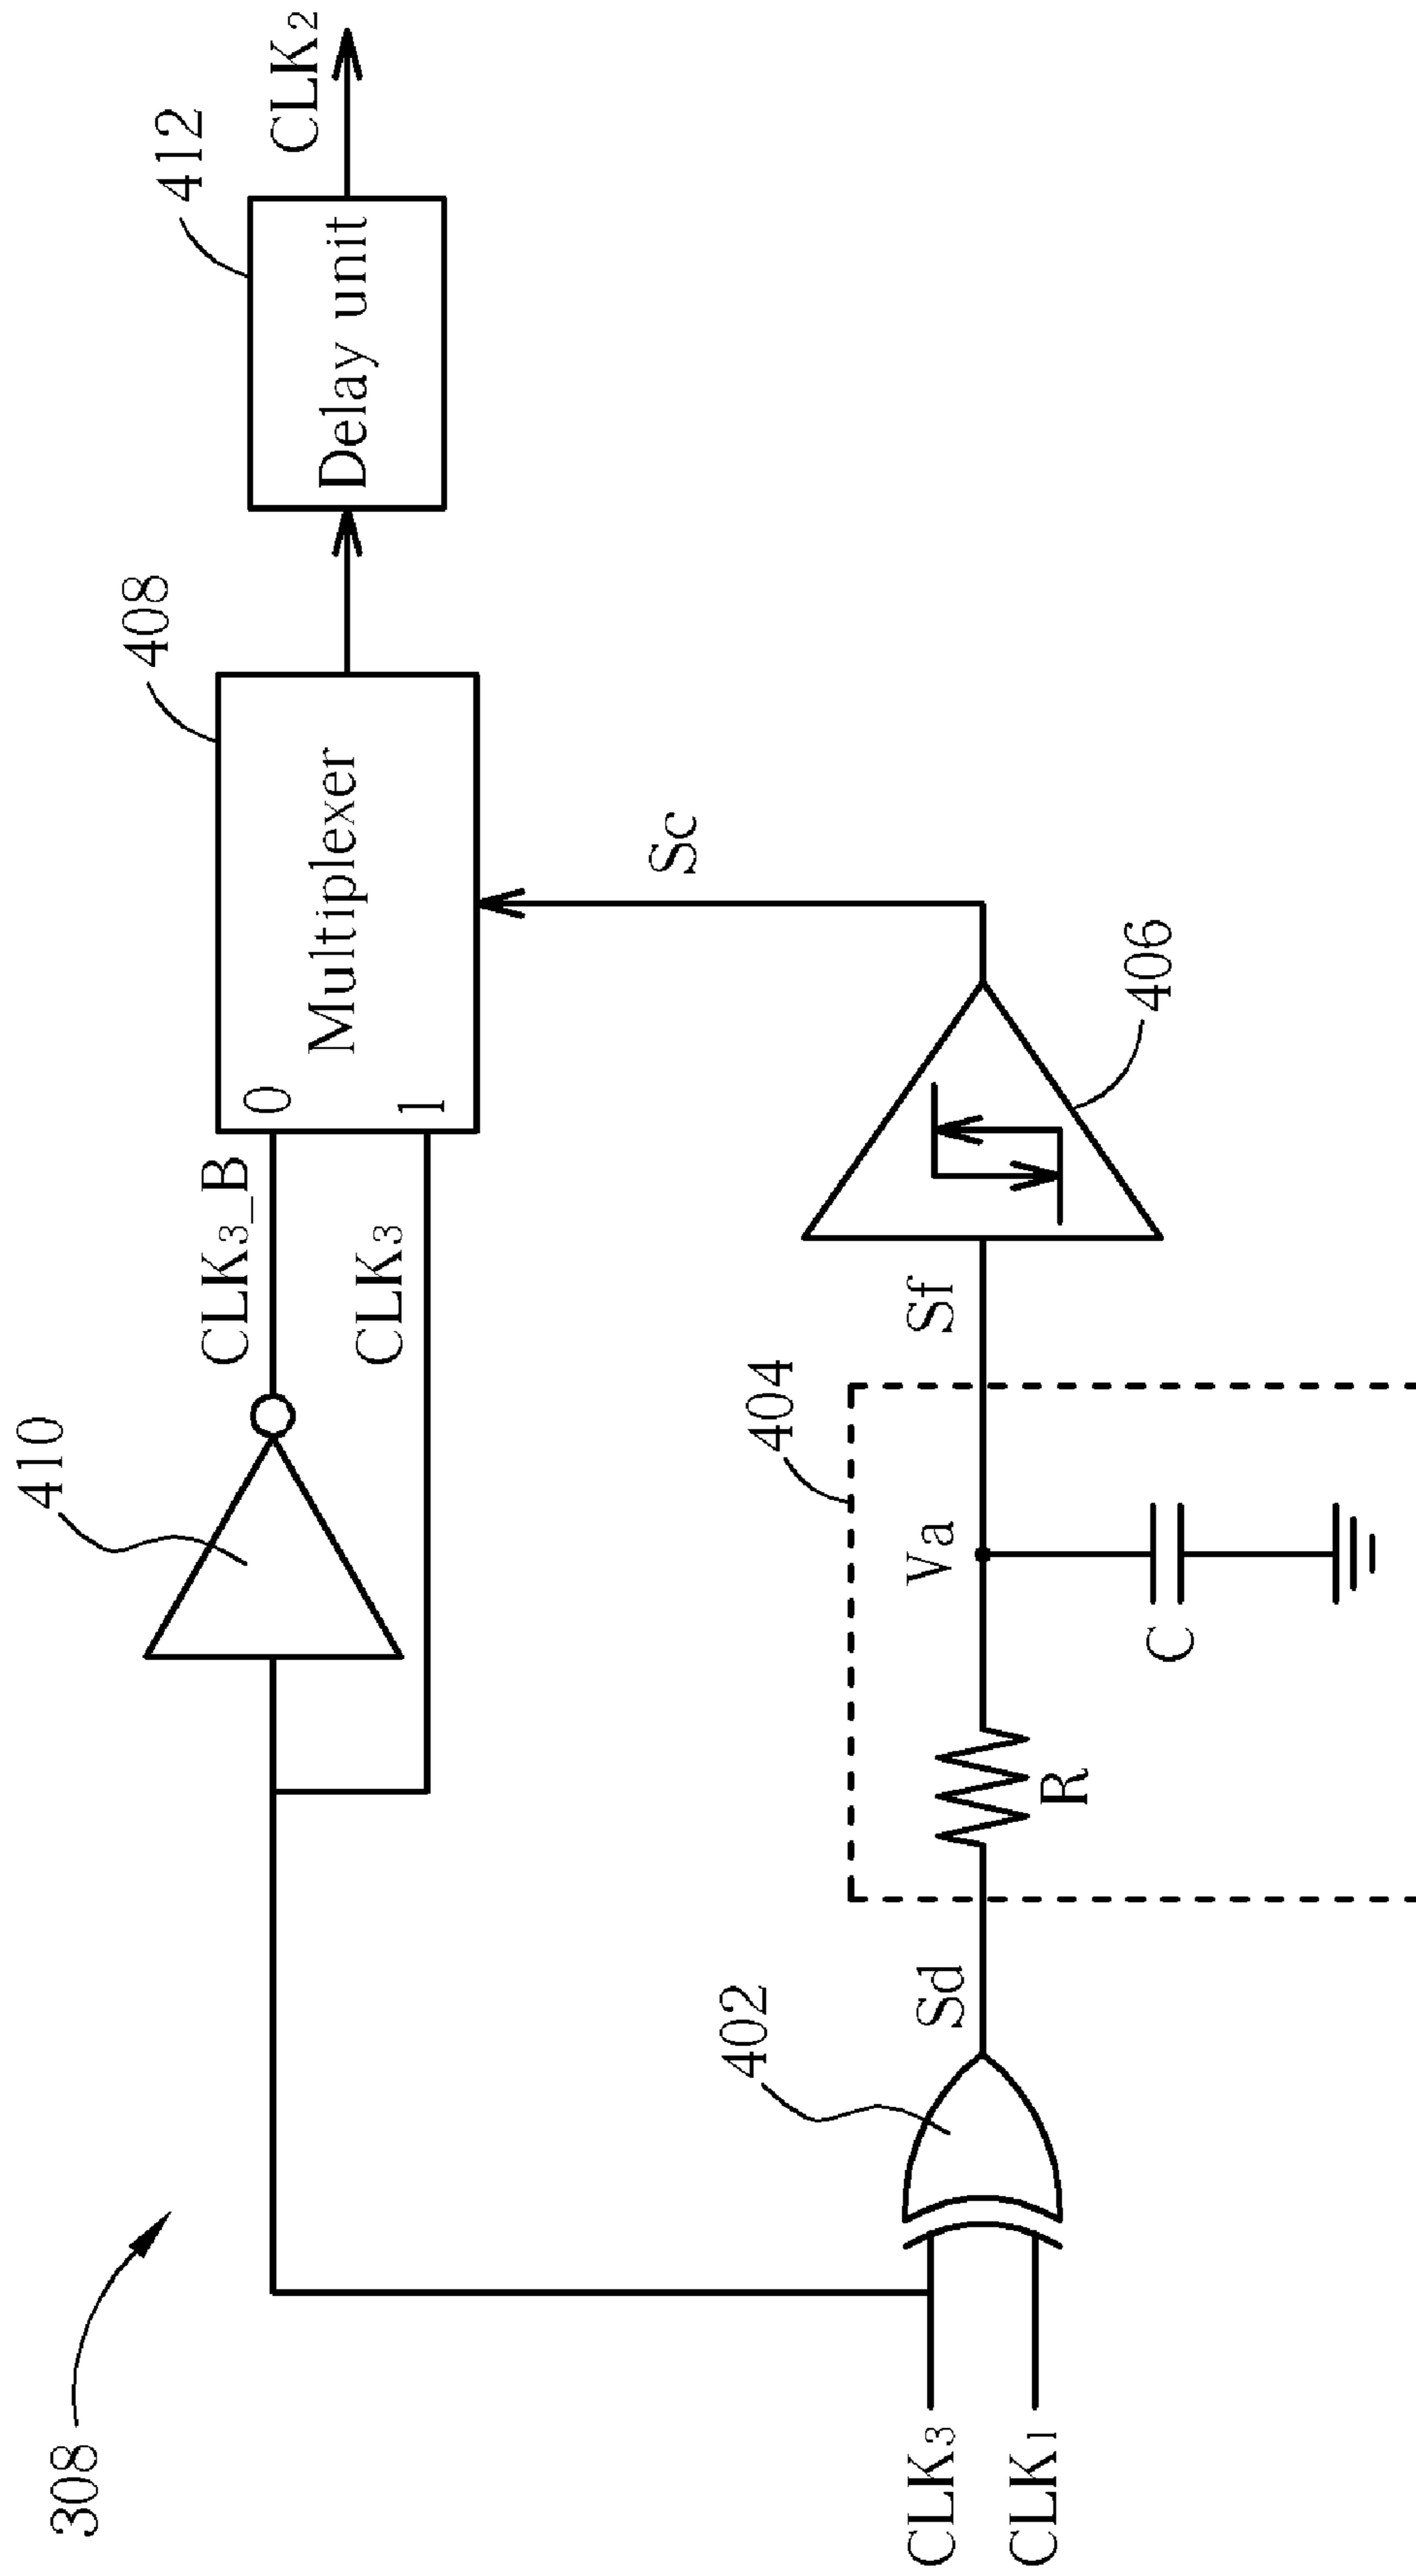 308
410
CLK3_B
CLK3
0
1
Multiplexer
408
Delay unit
412
CLK2
CLK3
CLK1
402
Sd
404
R
Va
C
Sf
406
Sc